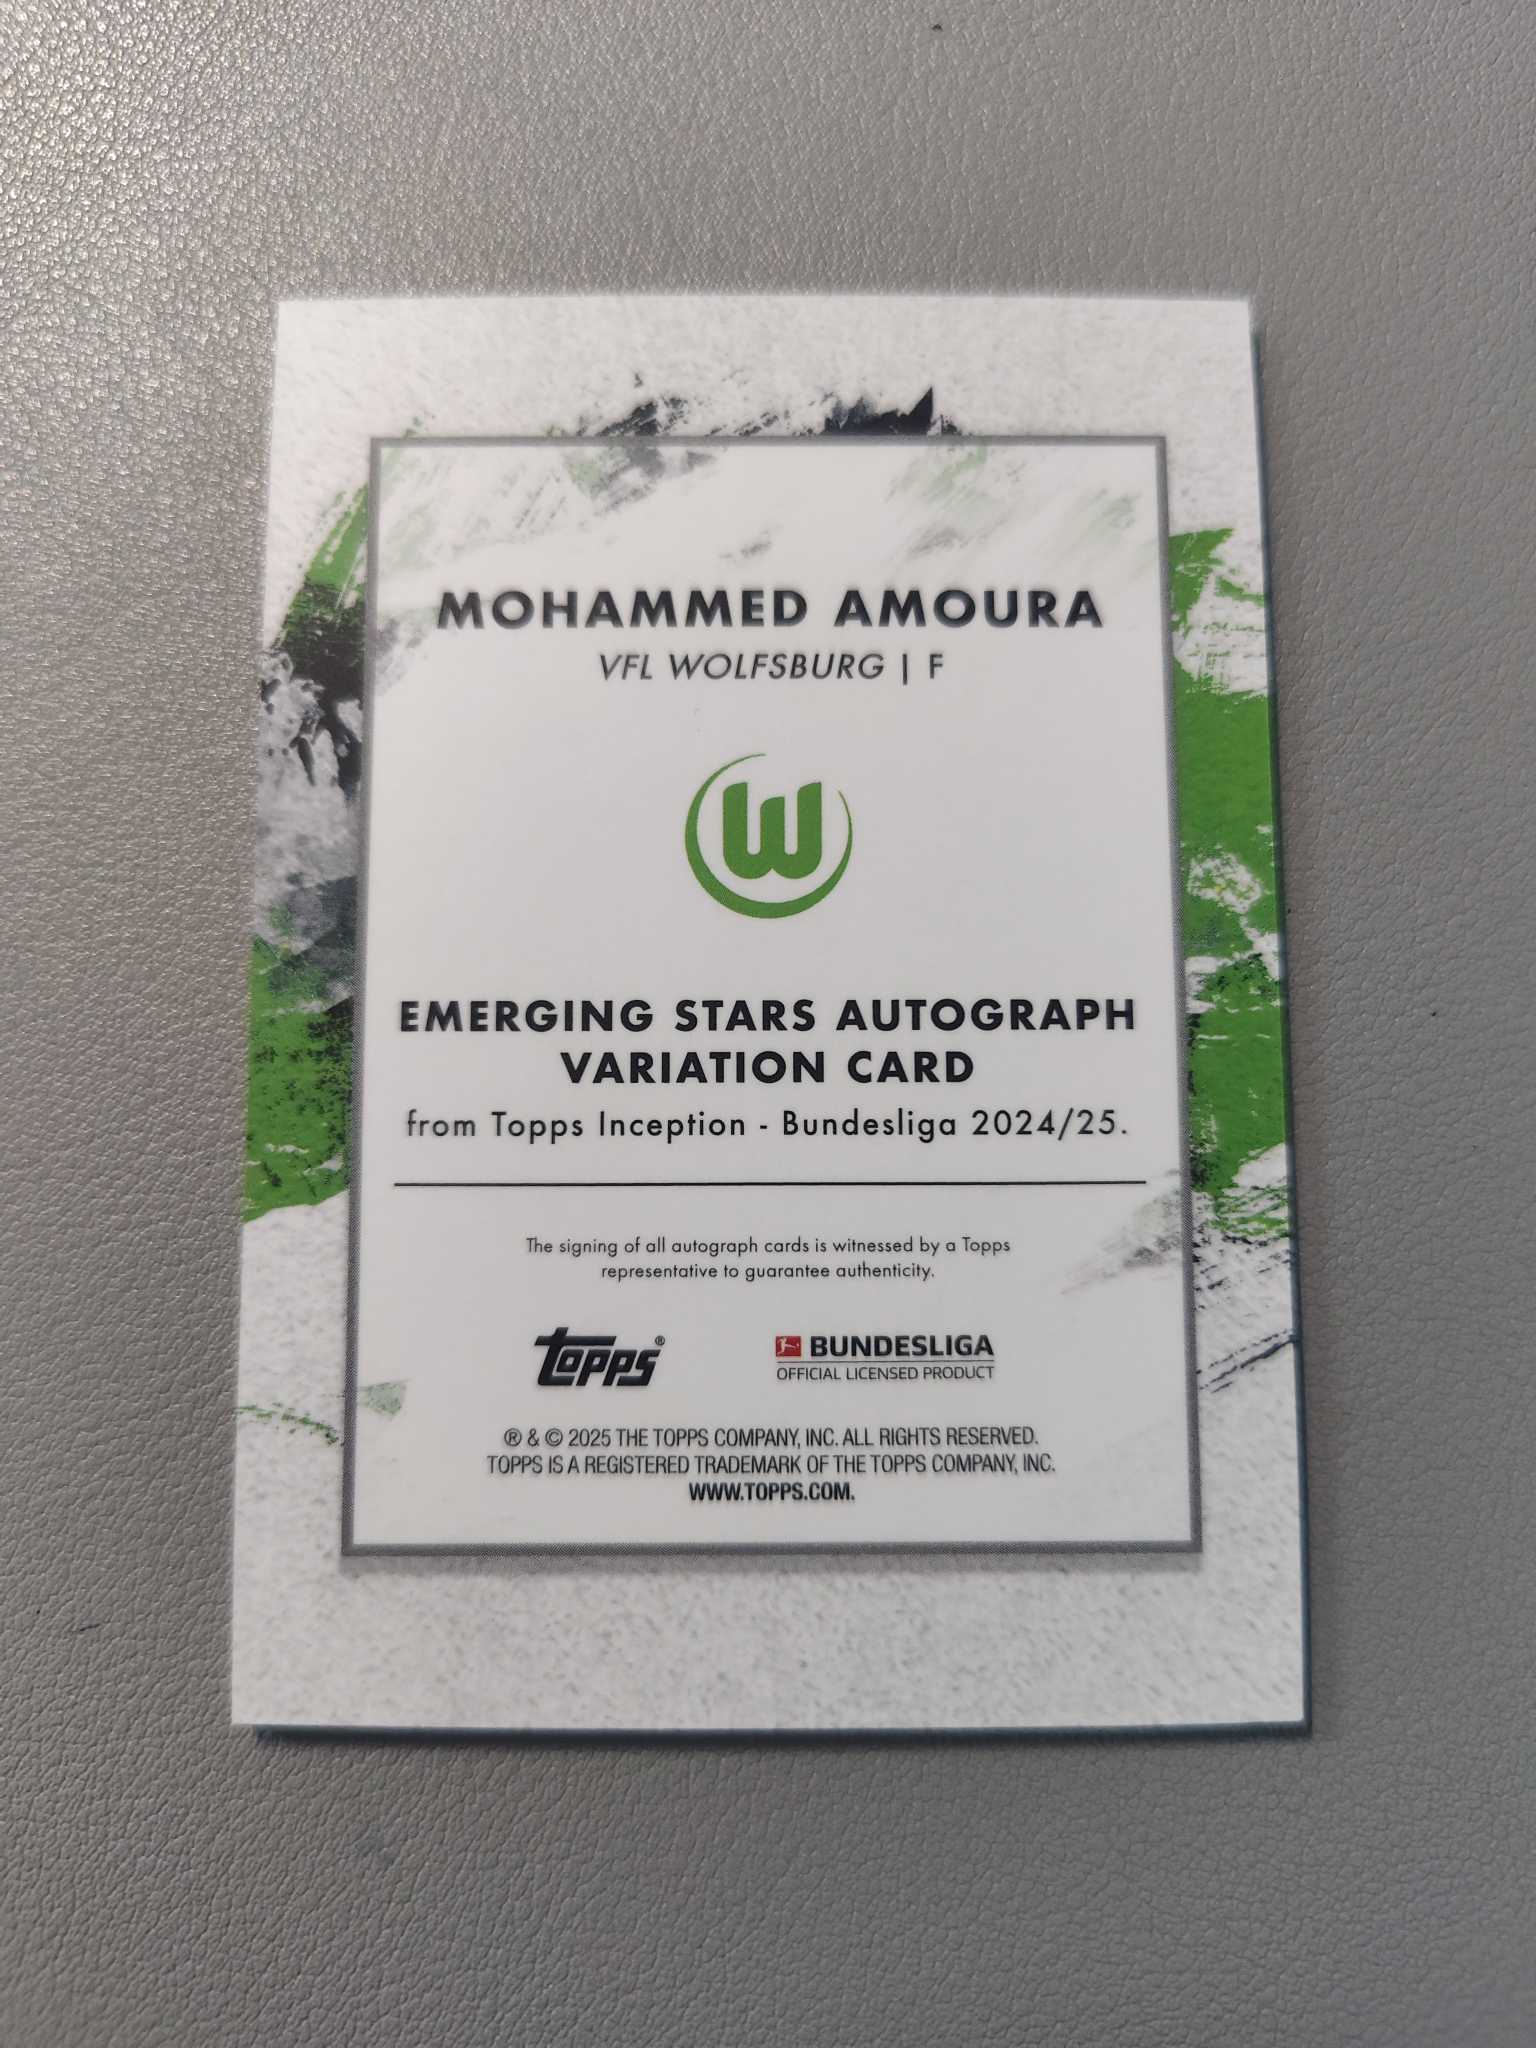 MOHAMMED AMOURA
VFL WOLFSBURG | F
W
EMERGING STARS AUTOGRAPH
VARIATION CARD
from Topps Inception - Bundesliga 2024/25.
The signing of all autograph cards is witnessed by a Topps
representative to guarantee authenticity.
topps®
BUNDESLIGA
OFFICIAL LICENSED PRODUCT
® & © 2025 THE TOPPS COMPANY, INC. ALL RIGHTS RESERVED.
TOPPS IS A REGISTERED TRADEMARK OF THE TOPPS COMPANY, INC.
WWW.TOPPS.COM.